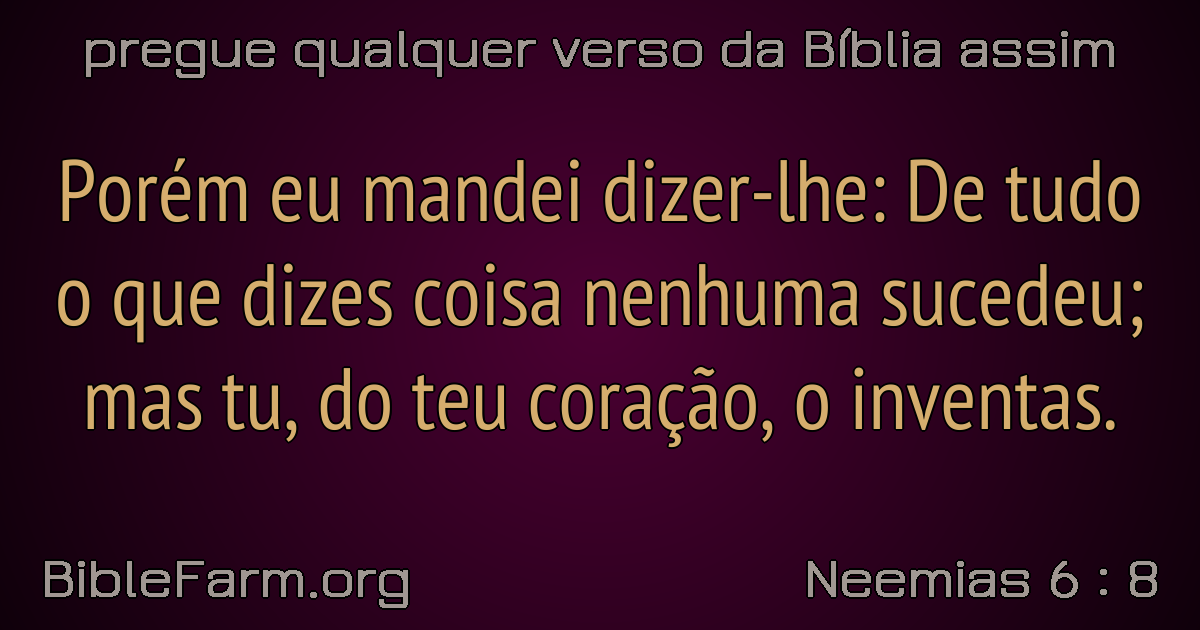 pregue qualquer verso da Bíblia assim
Porém eu mandei dizer-lhe: De tudo
o que dizes coisa nenhuma sucedeu;
mas tu, do teu coração, o inventas.
BibleFarm.org
Neemias 6 : 8